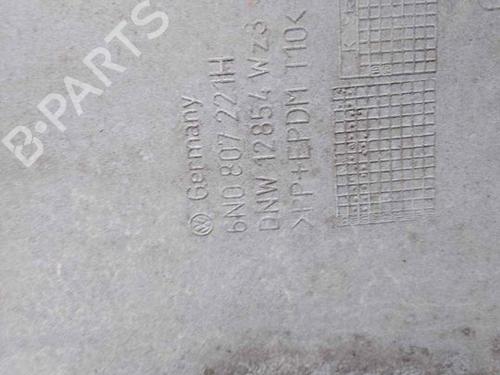 B-PARTS
Germany
6N0 807 221H
DNW 12854 Wz3
>PP+EPDM T10<
K